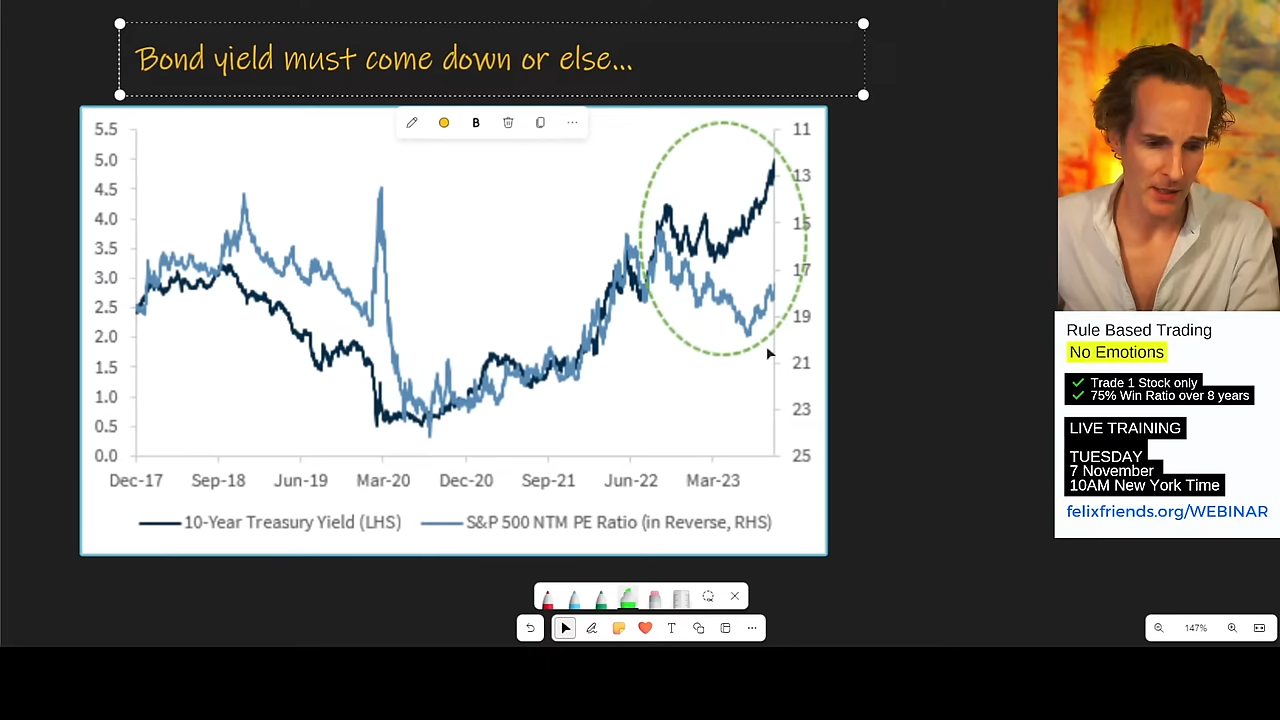 Bond yield must come down or else...
B
5.5
5.0
4.5
4.0
3.5
3.0
2.5
2.0
1.5
1.0
0.5
0.0
11
13
15
17
19
21
23
25
Dec-17 Sep-18 Jun-19 Mar-20 Dec-20 Sep-21 Jun-22 Mar-23
10-Year Treasury Yield (LHS) S&P 500 NTM PE Ratio (in Reverse, RHS)
Rule Based Trading
No Emotions
Trade 1 Stock only
75% Win Ratio over 8 years
LIVE TRAINING
TUESDAY
7 November
10AM New York Time
felixfriends.org/WEBINAR
T
147%